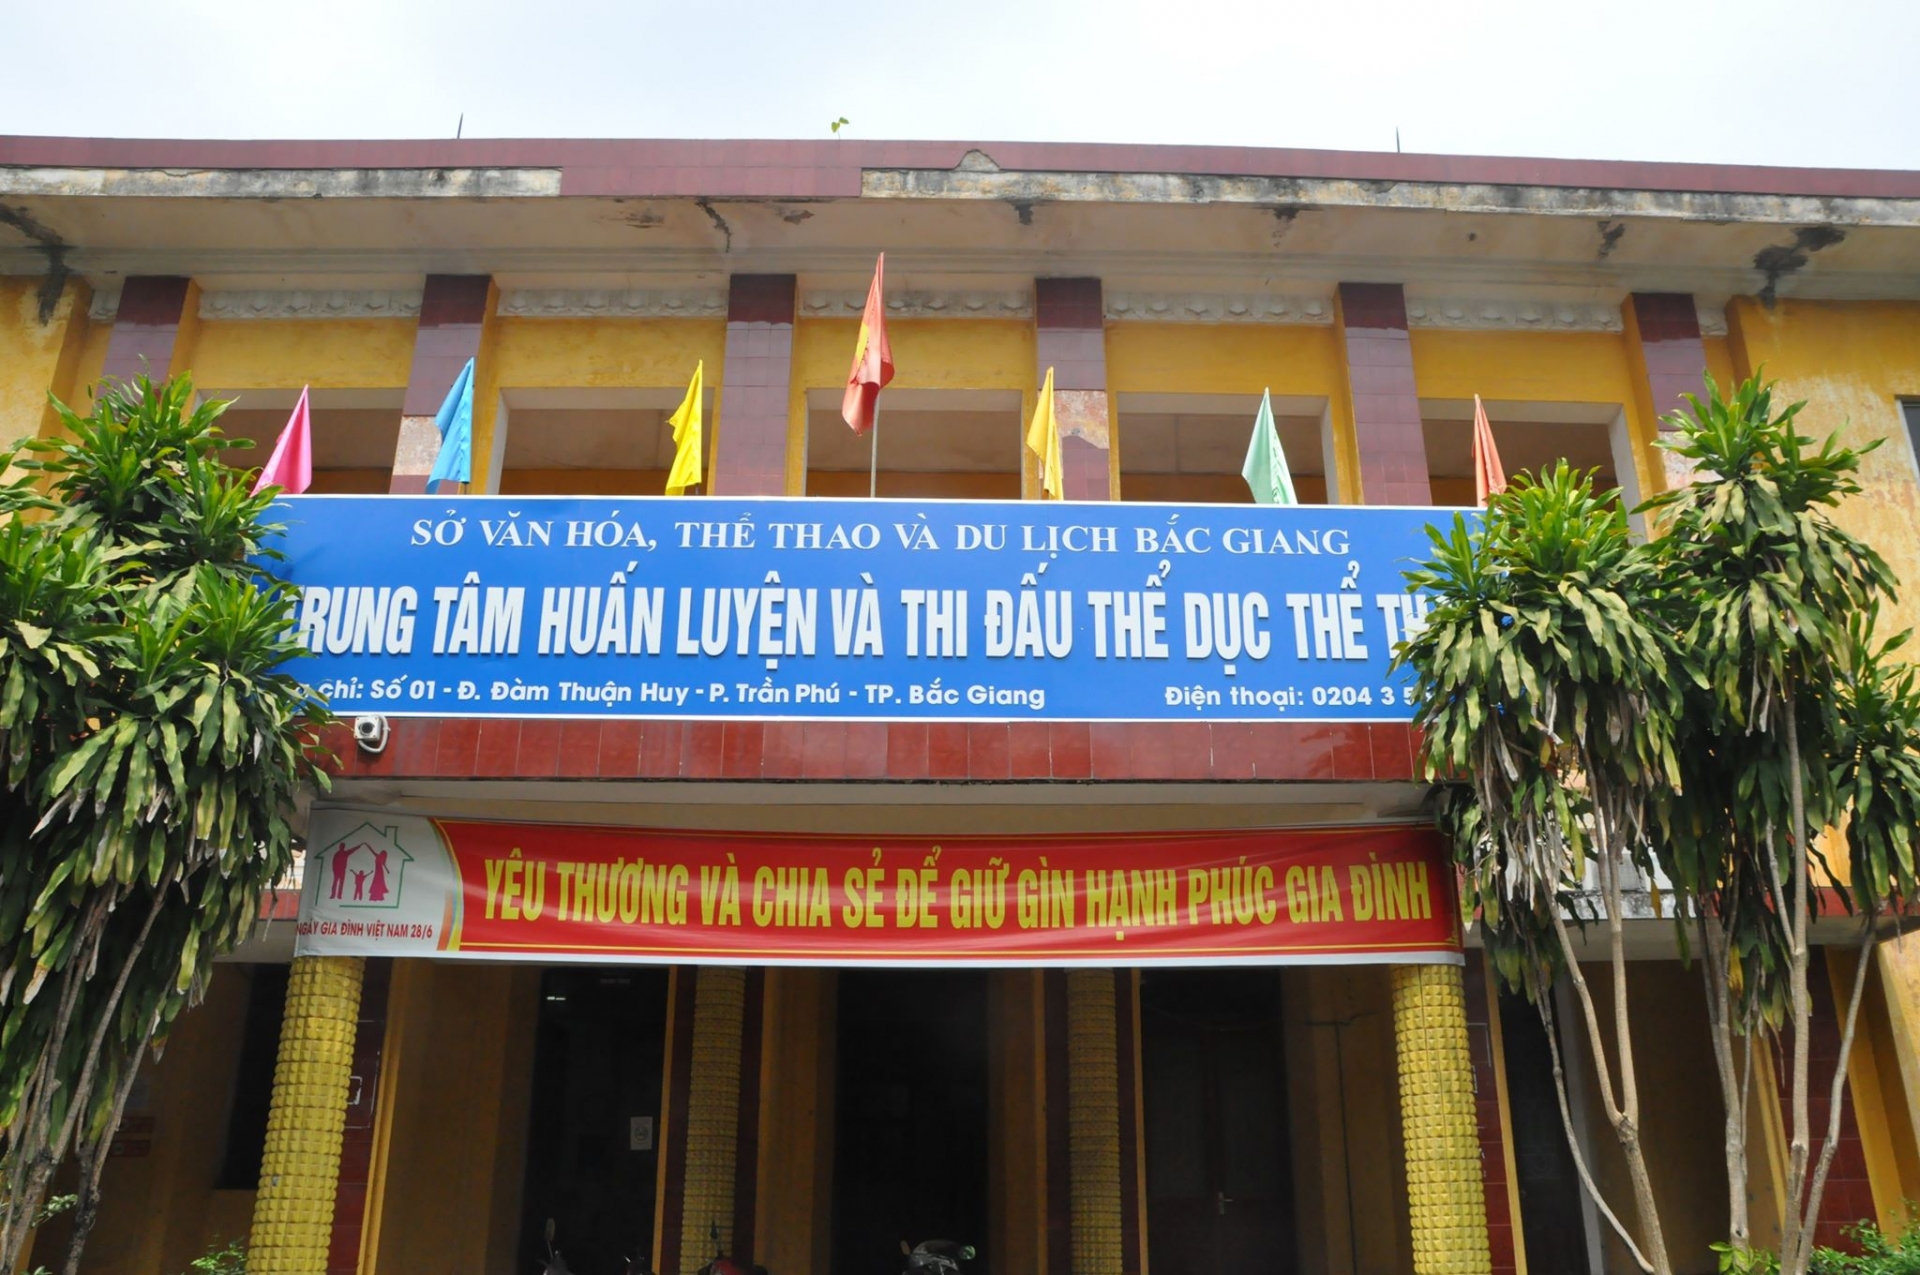 SỞ VĂN HÓA, THỂ THAO VÀ DU LỊCH BẮC GIANG
TRUNG TÂM HUẤN LUYỆN VÀ THI ĐẤU THỂ DỤC THỂ
chỉ: Số 01 - Đ. Đàm Thuận Huy - P. Trần Phú - TP. Bắc Giang
Điện thoại: 0204 3
YÊU THƯƠNG VÀ CHIA SẺ ĐỂ GIỮ GÌN HẠNH PHÚC GIA ĐÌNH
NGÀY GIA ĐÌNH VIỆT NAM 28/6